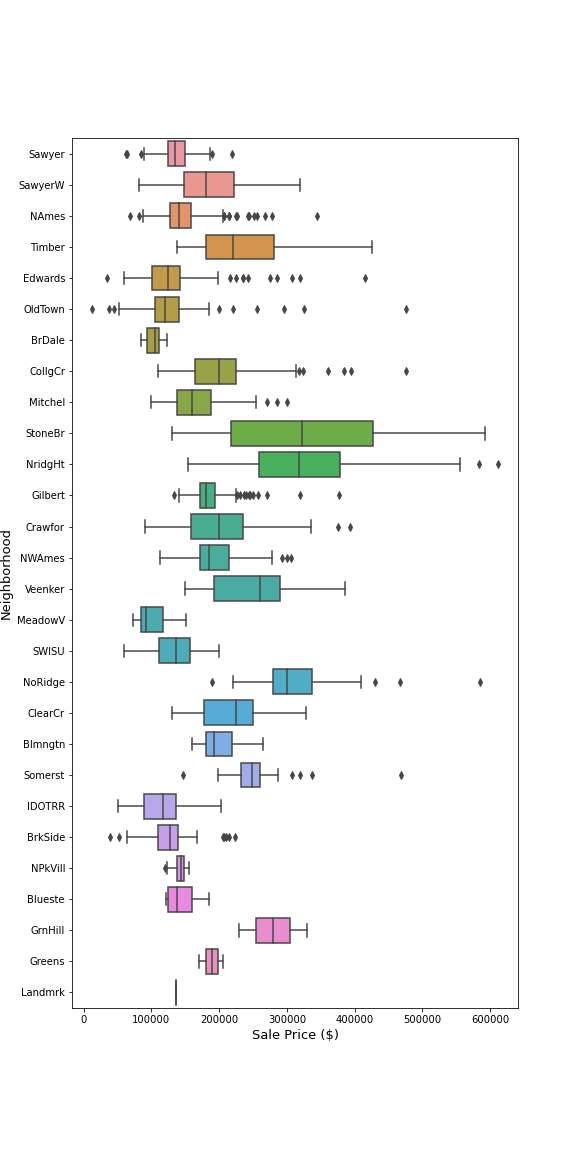 Sawyer
SawyerW
NAmes
Timber
Edwards
OldTown
BrDale
CollgCr
Mitchel
StoneBr
NridgHt
Gilbert
Crawfor
NWAmes
Veenker
MeadowV
SWISU
NoRidge
ClearCr
Blmngtn
Somerst
IDOTRR
BrkSide
NPkVill
Blueste
GrnHill
Greens
Landmrk
Neighborhood
0 100000 200000 300000 400000 500000 600000
Sale Price ($)